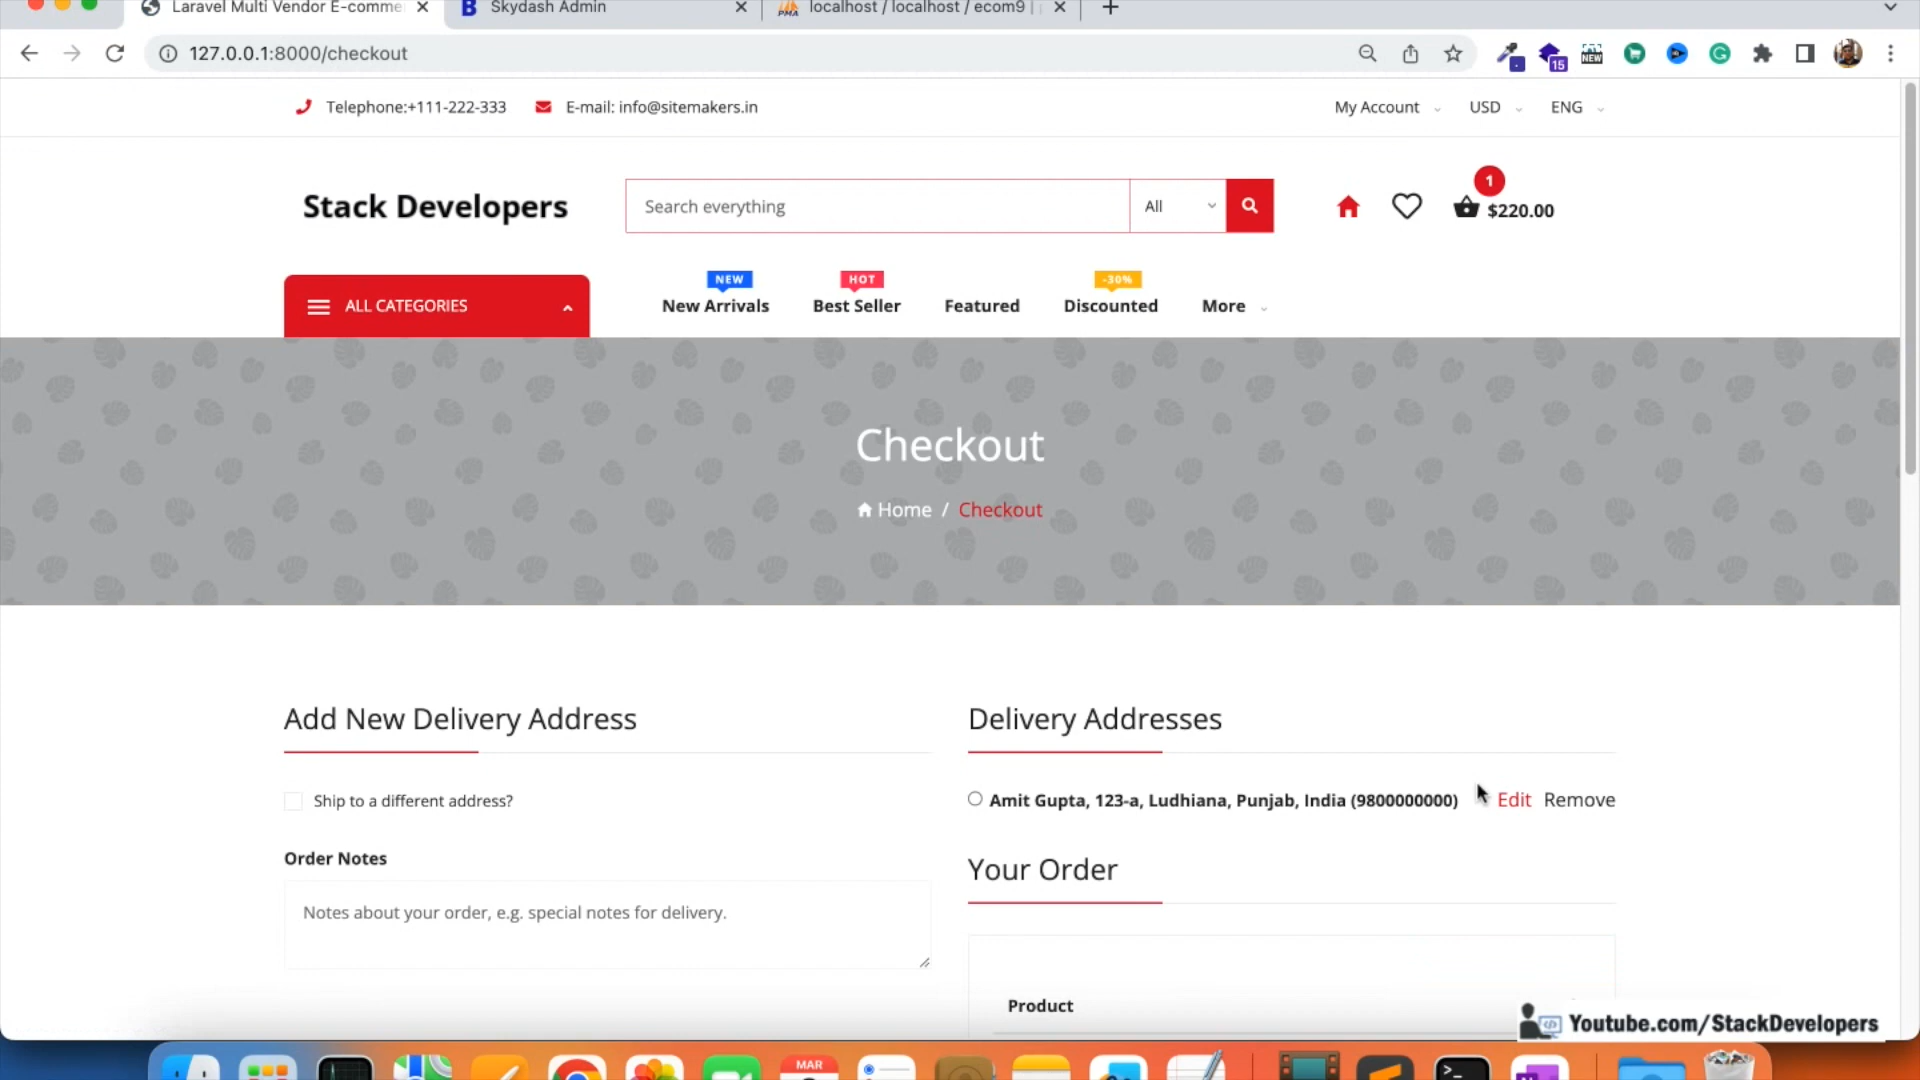 Laravel Multi Vendor E-comme
Skydash Admin
localhost / localhost / ecom9 |
127.0.0.1:8000/checkout
15
NEW
Telephone:+111-222-333
E-mail: info@sitemakers.in
My Account
USD
ENG
Stack Developers
Search everything
All
1
$220.00
ALL CATEGORIES
NEW
New Arrivals
HOT
Best Seller
Featured
-30%
Discounted
More
Checkout
Home / Checkout
Add New Delivery Address
Ship to a different address?
Order Notes
Notes about your order, e.g. special notes for delivery.
Delivery Addresses
Amit Gupta, 123-a, Ludhiana, Punjab, India (9800000000)
Edit
Remove
Your Order
Product
Youtube.com/StackDevelopers
MAR